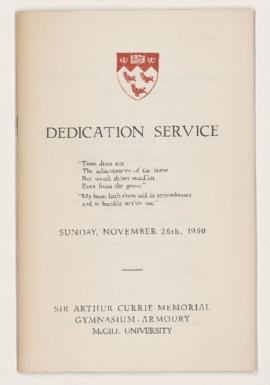 DEDICATION SERVICE
"Time dims not
The achievement of the brave
But worth shines steadfast
Even from the grave."
"My heart hath them still in remembrance
and is humble within me."
SUNDAY, NOVEMBER 26th, 1950
SIR ARTHUR CURRIE MEMORIAL
GYMNASIUM - ARMOURY
McGILL UNIVERSITY